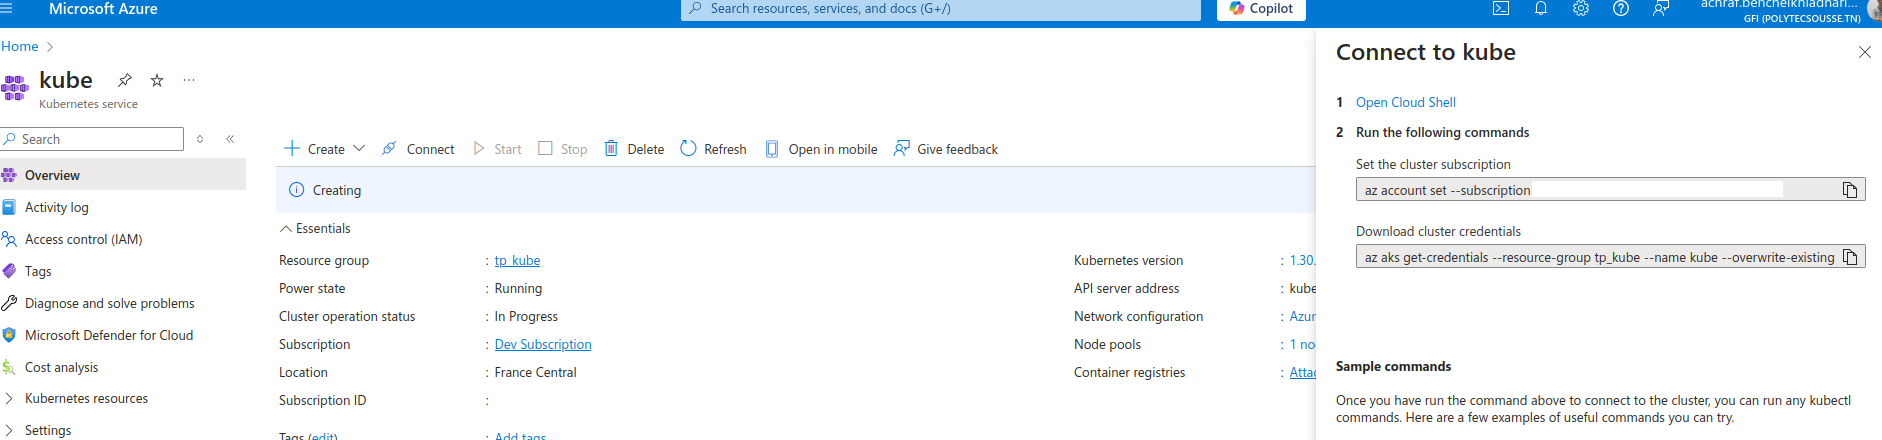 Microsoft Azure
Search resources, services, and docs (G+/)
Copilot
GFI (POLYTECSOUSSE.TN)
Home
kube
Kubernetes service
Search
Overview
Activity log
Access control (IAM)
Tags
Diagnose and solve problems
Microsoft Defender for Cloud
Cost analysis
Kubernetes resources
Settings
Create
Connect
Start
Stop
Delete
Refresh
Open in mobile
Give feedback
Creating
Essentials
Resource group : tp_kube
Power state : Running
Cluster operation status : In Progress
Subscription : Dev Subscription
Location : France Central
Subscription ID :
Tags (edit) : Add tags
Kubernetes version : 1.30.
API server address : kube
Network configuration : Azur
Node pools : 1 no
Container registries : Attac
Connect to kube
1 Open Cloud Shell
2 Run the following commands
Set the cluster subscription
az account set --subscription
Download cluster credentials
az aks get-credentials --resource-group tp_kube --name kube --overwrite-existing
Sample commands
Once you have run the command above to connect to the cluster, you can run any kubectl
commands. Here are a few examples of useful commands you can try.